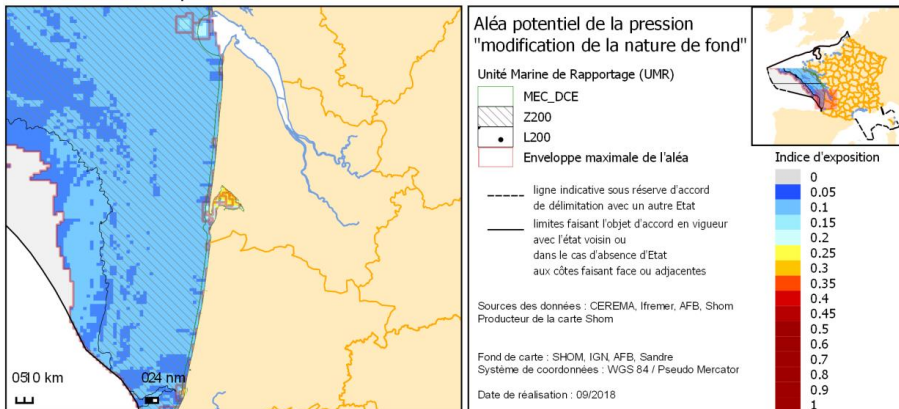 0510 km
024 nm
Aléa potentiel de la pression
"modification de la nature de fond"
Unité Marine de Rapportage (UMR)
MEC_DCE
Z200
L200
Enveloppe maximale de l'aléa
ligne indicative sous réserve d'accord
de délimitation avec un autre Etat
limites faisant l'objet d'accord en vigueur
avec l'état voisin ou
dans le cas d'absence d'Etat
aux côtes faisant face ou adjacentes
Sources des données : CEREMA, Ifremer, AFB, Shom
Producteur de la carte Shom
Fond de carte : SHOM, IGN, AFB, Sandre
Système de coordonnées : WGS 84 / Pseudo Mercator
Date de réalisation : 09/2018
Indice d'exposition
0
0.05
0.1
0.15
0.2
0.25
0.3
0.35
0.4
0.45
0.5
0.6
0.7
0.8
0.9
1